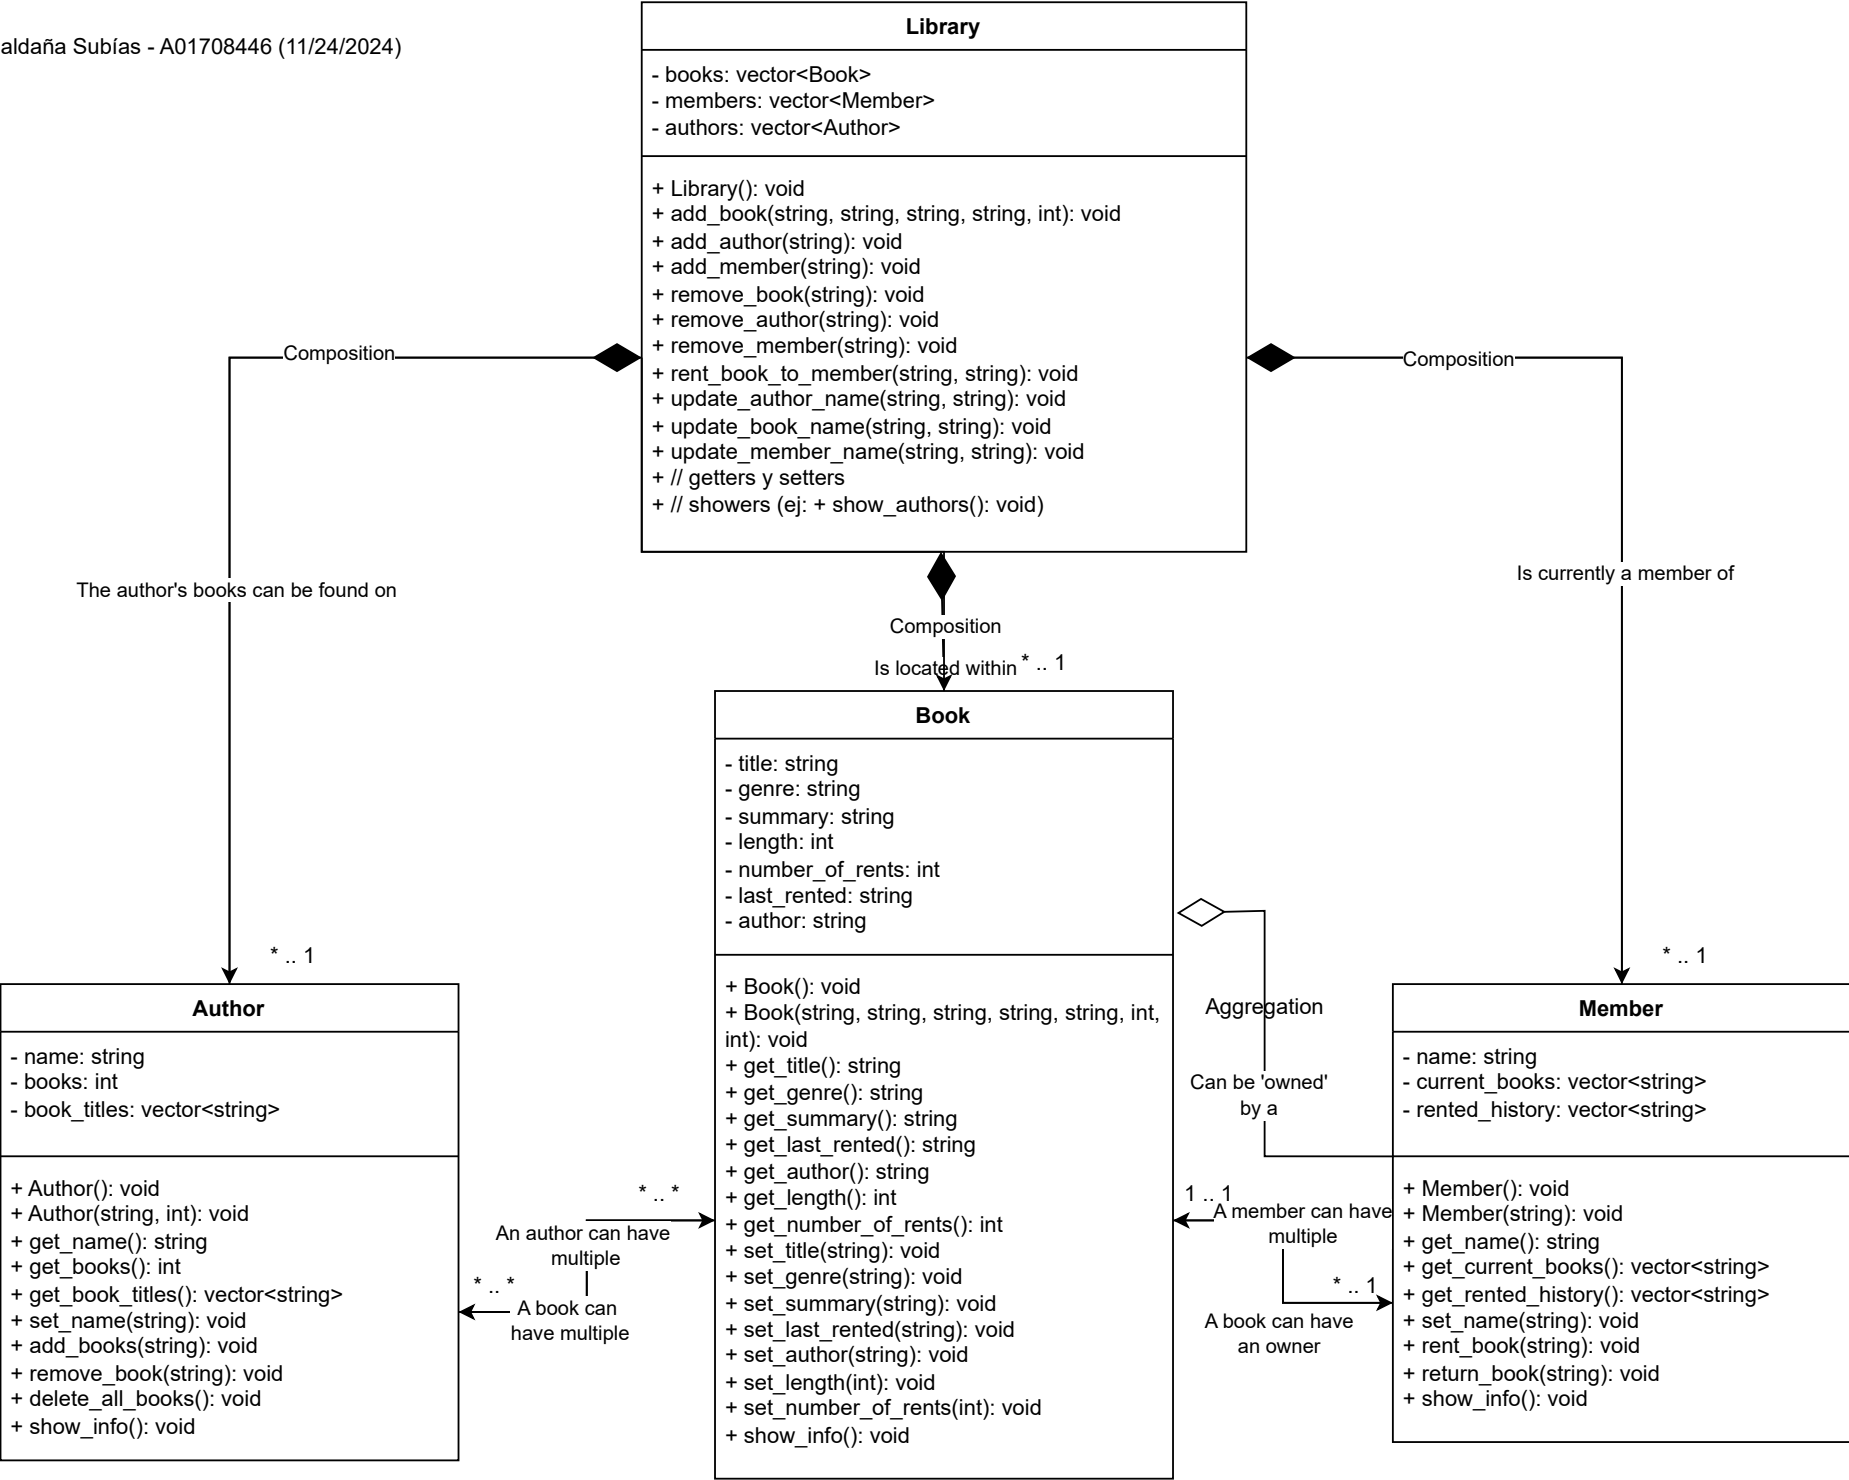 aldaña Subías - A01708446 (11/24/2024)
Library
- books: vector<Book>
- members: vector<Member>
- authors: vector<Author>
+ Library(): void
+ add_book(string, string, string, string, int): void
+ add_author(string): void
+ add_member(string): void
+ remove_book(string): void
+ remove_author(string): void
+ remove_member(string): void
+ rent_book_to_member(string, string): void
+ update_author_name(string, string): void
+ update_book_name(string, string): void
+ update_member_name(string, string): void
+ // getters y setters
+ // showers (ej: + show_authors(): void)
Composition
Composition
The author's books can be found on
Is currently a member of
Composition
Is located within
* .. 1
* .. 1
* .. 1
Author
- name: string
- books: int
- book_titles: vector<string>
+ Author(): void
+ Author(string, int): void
+ get_name(): string
+ get_books(): int
+ get_book_titles(): vector<string>
+ set_name(string): void
+ add_books(string): void
+ remove_book(string): void
+ delete_all_books(): void
+ show_info(): void
* .. *
An author can have
multiple
* .. *
A book can
have multiple
Book
- title: string
- genre: string
- summary: string
- length: int
- number_of_rents: int
- last_rented: string
- author: string
+ Book(): void
+ Book(string, string, string, string, string, int,
int): void
+ get_title(): string
+ get_genre(): string
+ get_summary(): string
+ get_last_rented(): string
+ get_author(): string
+ get_length(): int
+ get_number_of_rents(): int
+ set_title(string): void
+ set_genre(string): void
+ set_summary(string): void
+ set_last_rented(string): void
+ set_author(string): void
+ set_length(int): void
+ set_number_of_rents(int): void
+ show_info(): void
Aggregation
Can be 'owned'
by a
1 .. 1
A member can have
multiple
* .. 1
A book can have
an owner
Member
- name: string
- current_books: vector<string>
- rented_history: vector<string>
+ Member(): void
+ Member(string): void
+ get_name(): string
+ get_current_books(): vector<string>
+ get_rented_history(): vector<string>
+ set_name(string): void
+ rent_book(string): void
+ return_book(string): void
+ show_info(): void